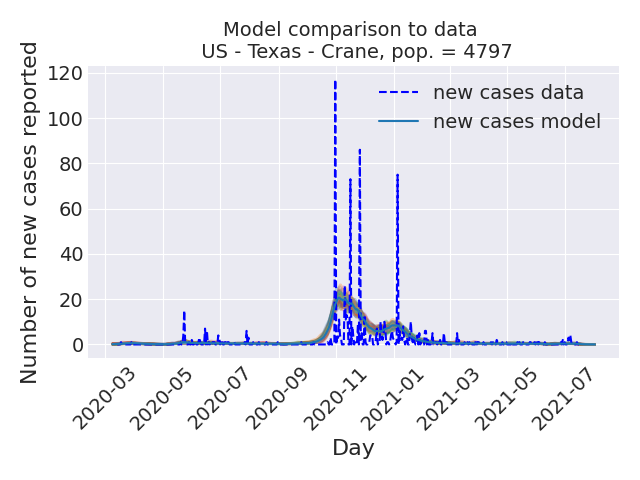 Model comparison to data
US - Texas - Crane, pop. = 4797
Number of new cases reported
120
100
80
60
40
20
0
new cases data
new cases model
2020-03
2020-05
2020-07
2020-09
2020-11
2021-01
2021-03
2021-05
2021-07
Day